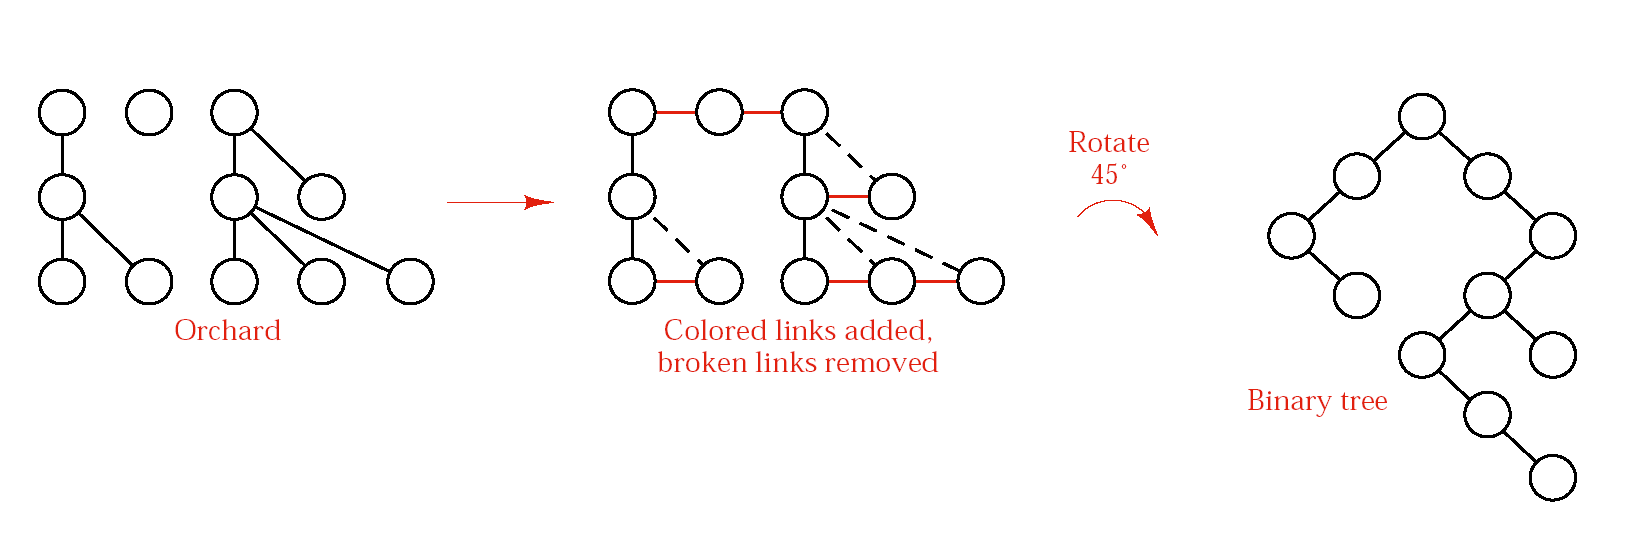 Rotate
45°
Orchard
Colored links added,
broken links removed
Binary tree